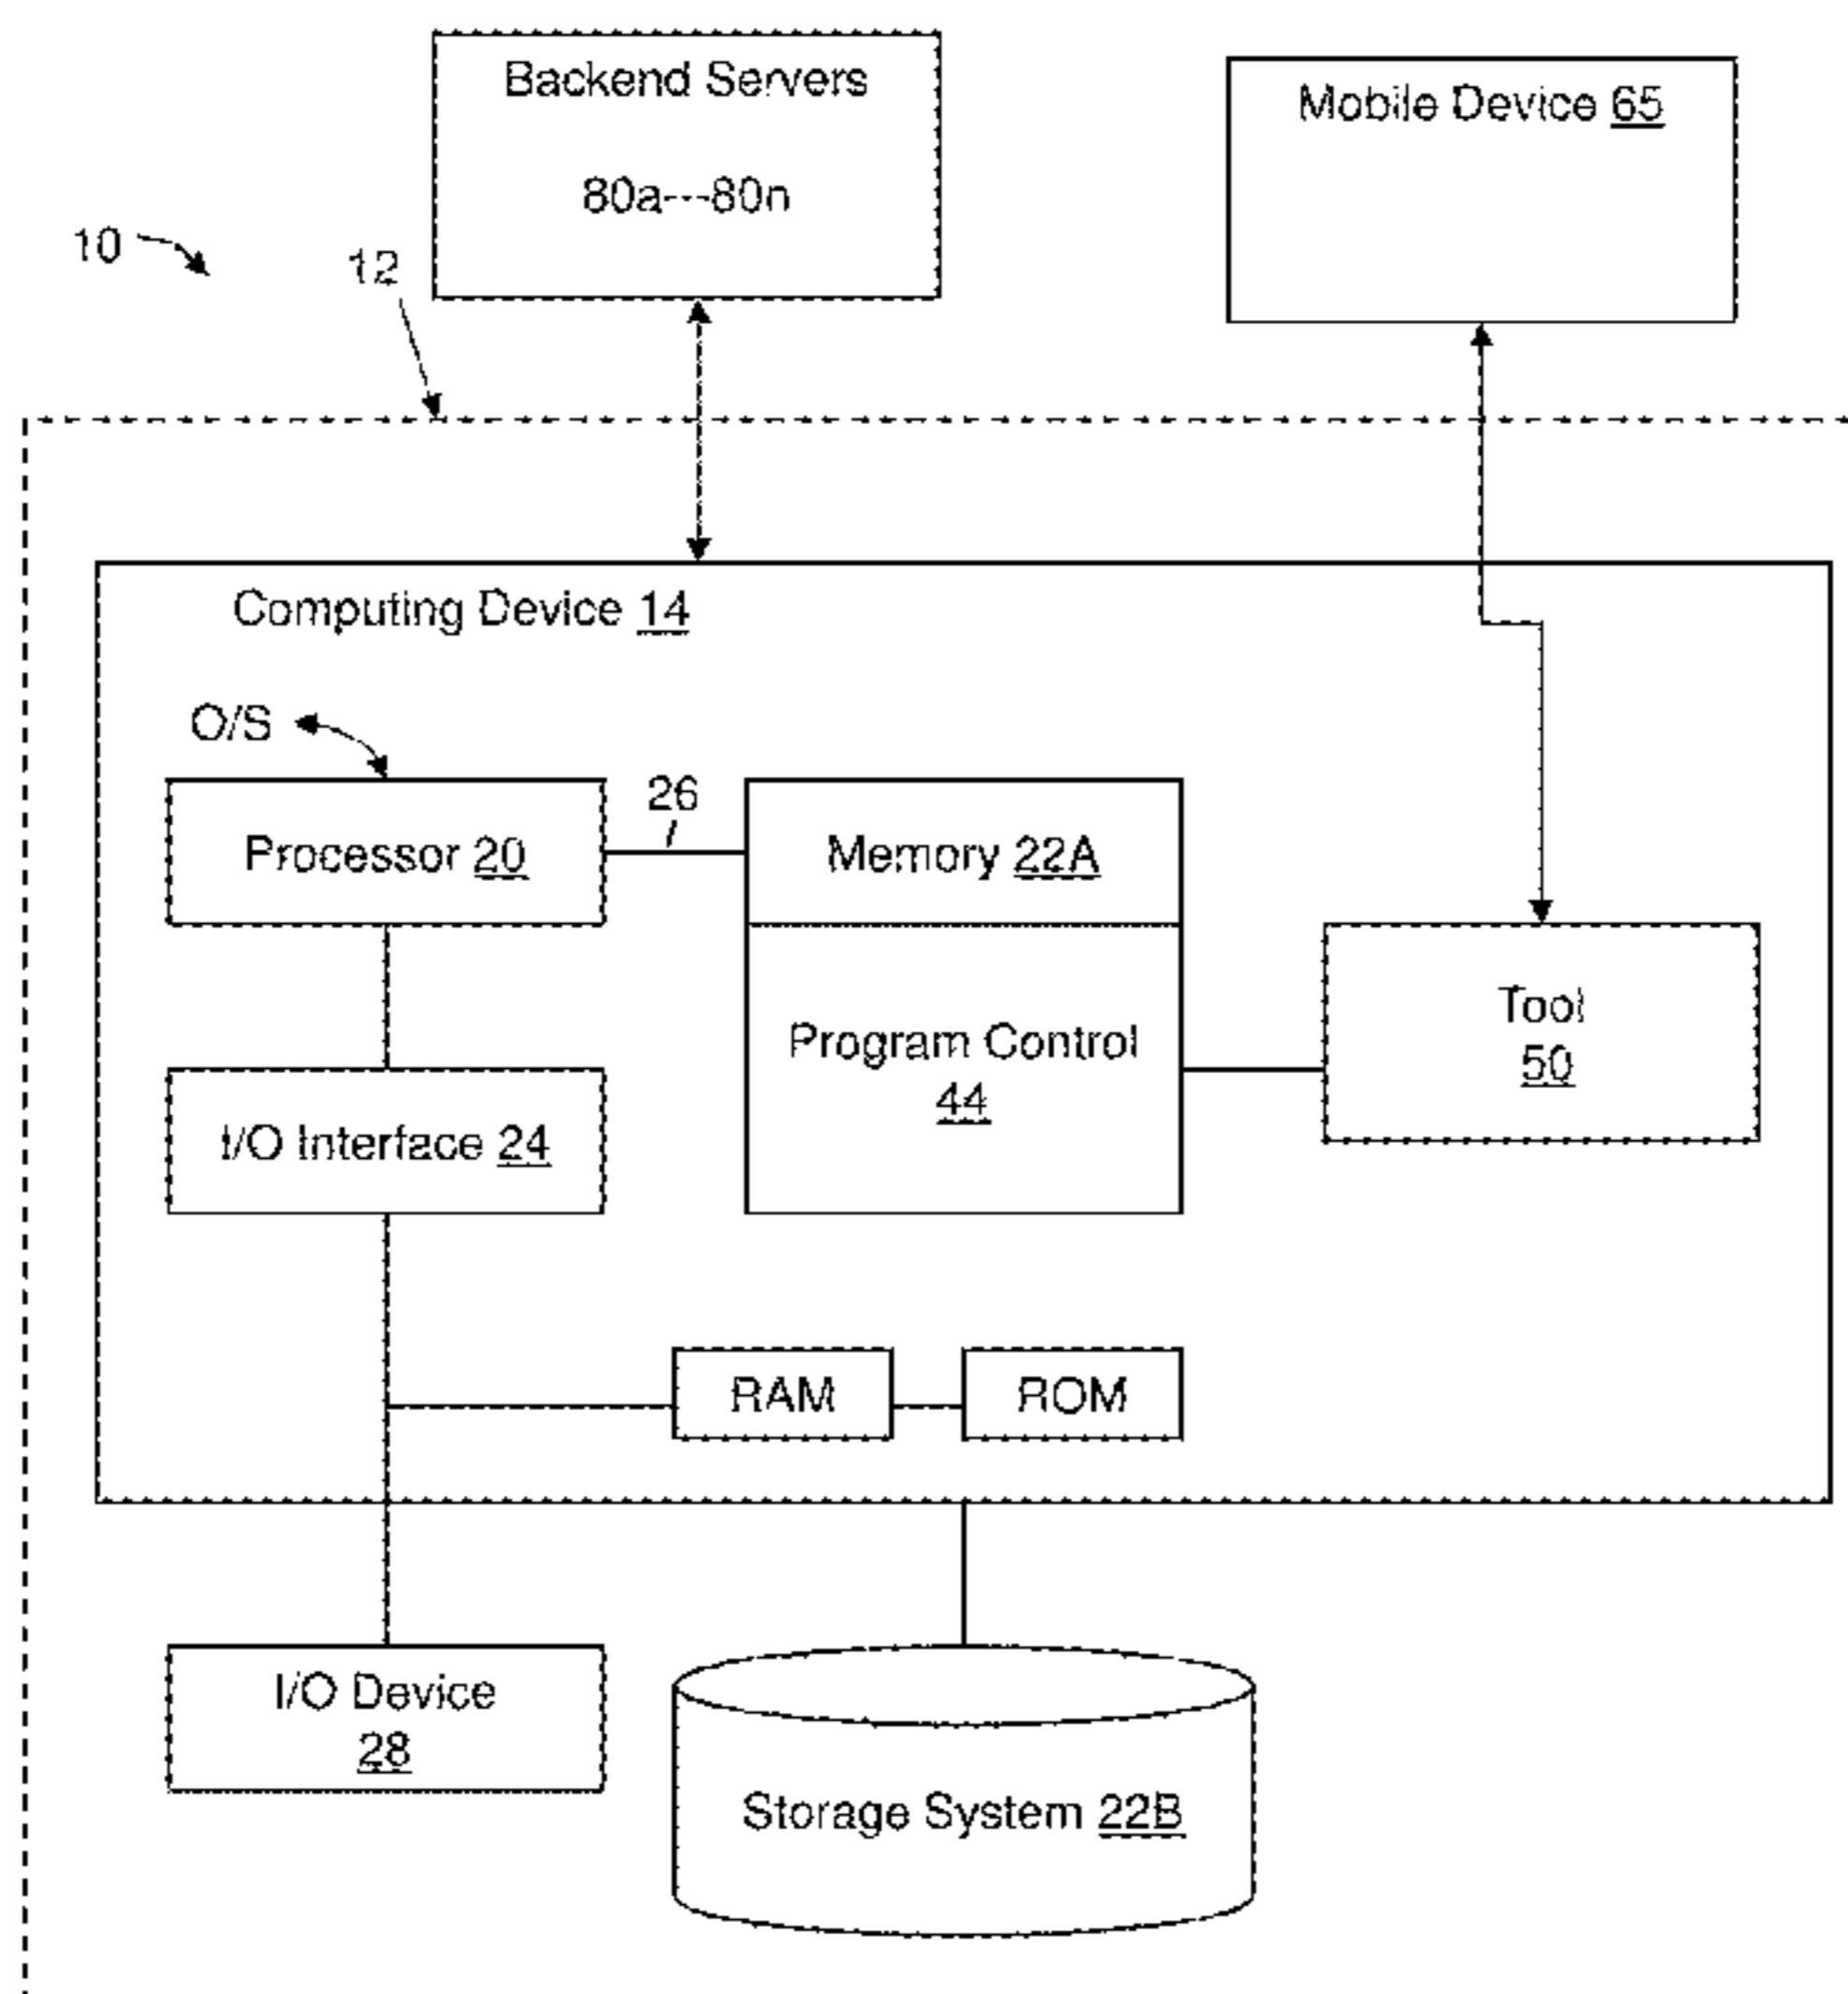 Backend Servers
80a---80n
Mobile Device 65
10
12
Computing Device 14
O/S
26
Processor 20
Memory 22A
Tool
50
Program Control
44
I/O Interface 24
RAM
ROM
I/O Device
28
Storage System 22B